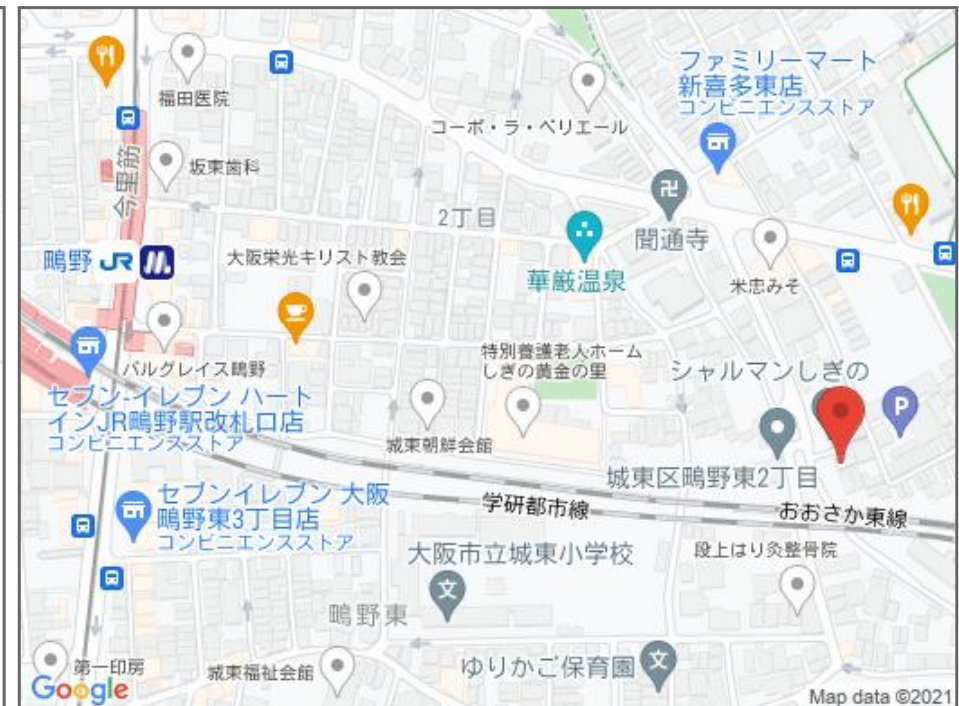 ファミリーマート
新喜多東店
コンビニエンスストア
福田医院
コーポ・ラ・ベリエール
坂東歯科
今里筋
2丁目
聞通寺
鴫野 JR
大阪栄光キリスト教会
華厳温泉
米忠みそ
特別養護老人ホーム
しぎの黄金の里
シャルマンしぎの
パルグレイス鴫野
セブン-イレブン ハート
インJR鴫野駅改札口店
コンビニエンスストア
P
城東朝鮮会館
城東区鴫野東2丁目
セブンイレブン 大阪
鴫野東3丁目店
コンビニエンスストア
学研都市線
おおさか東線
大阪市立城東小学校
文
段上はり灸整骨院
鴫野東
第一印房
城東福祉会館
ゆりかご保育園
文
Google
Map data ©2021